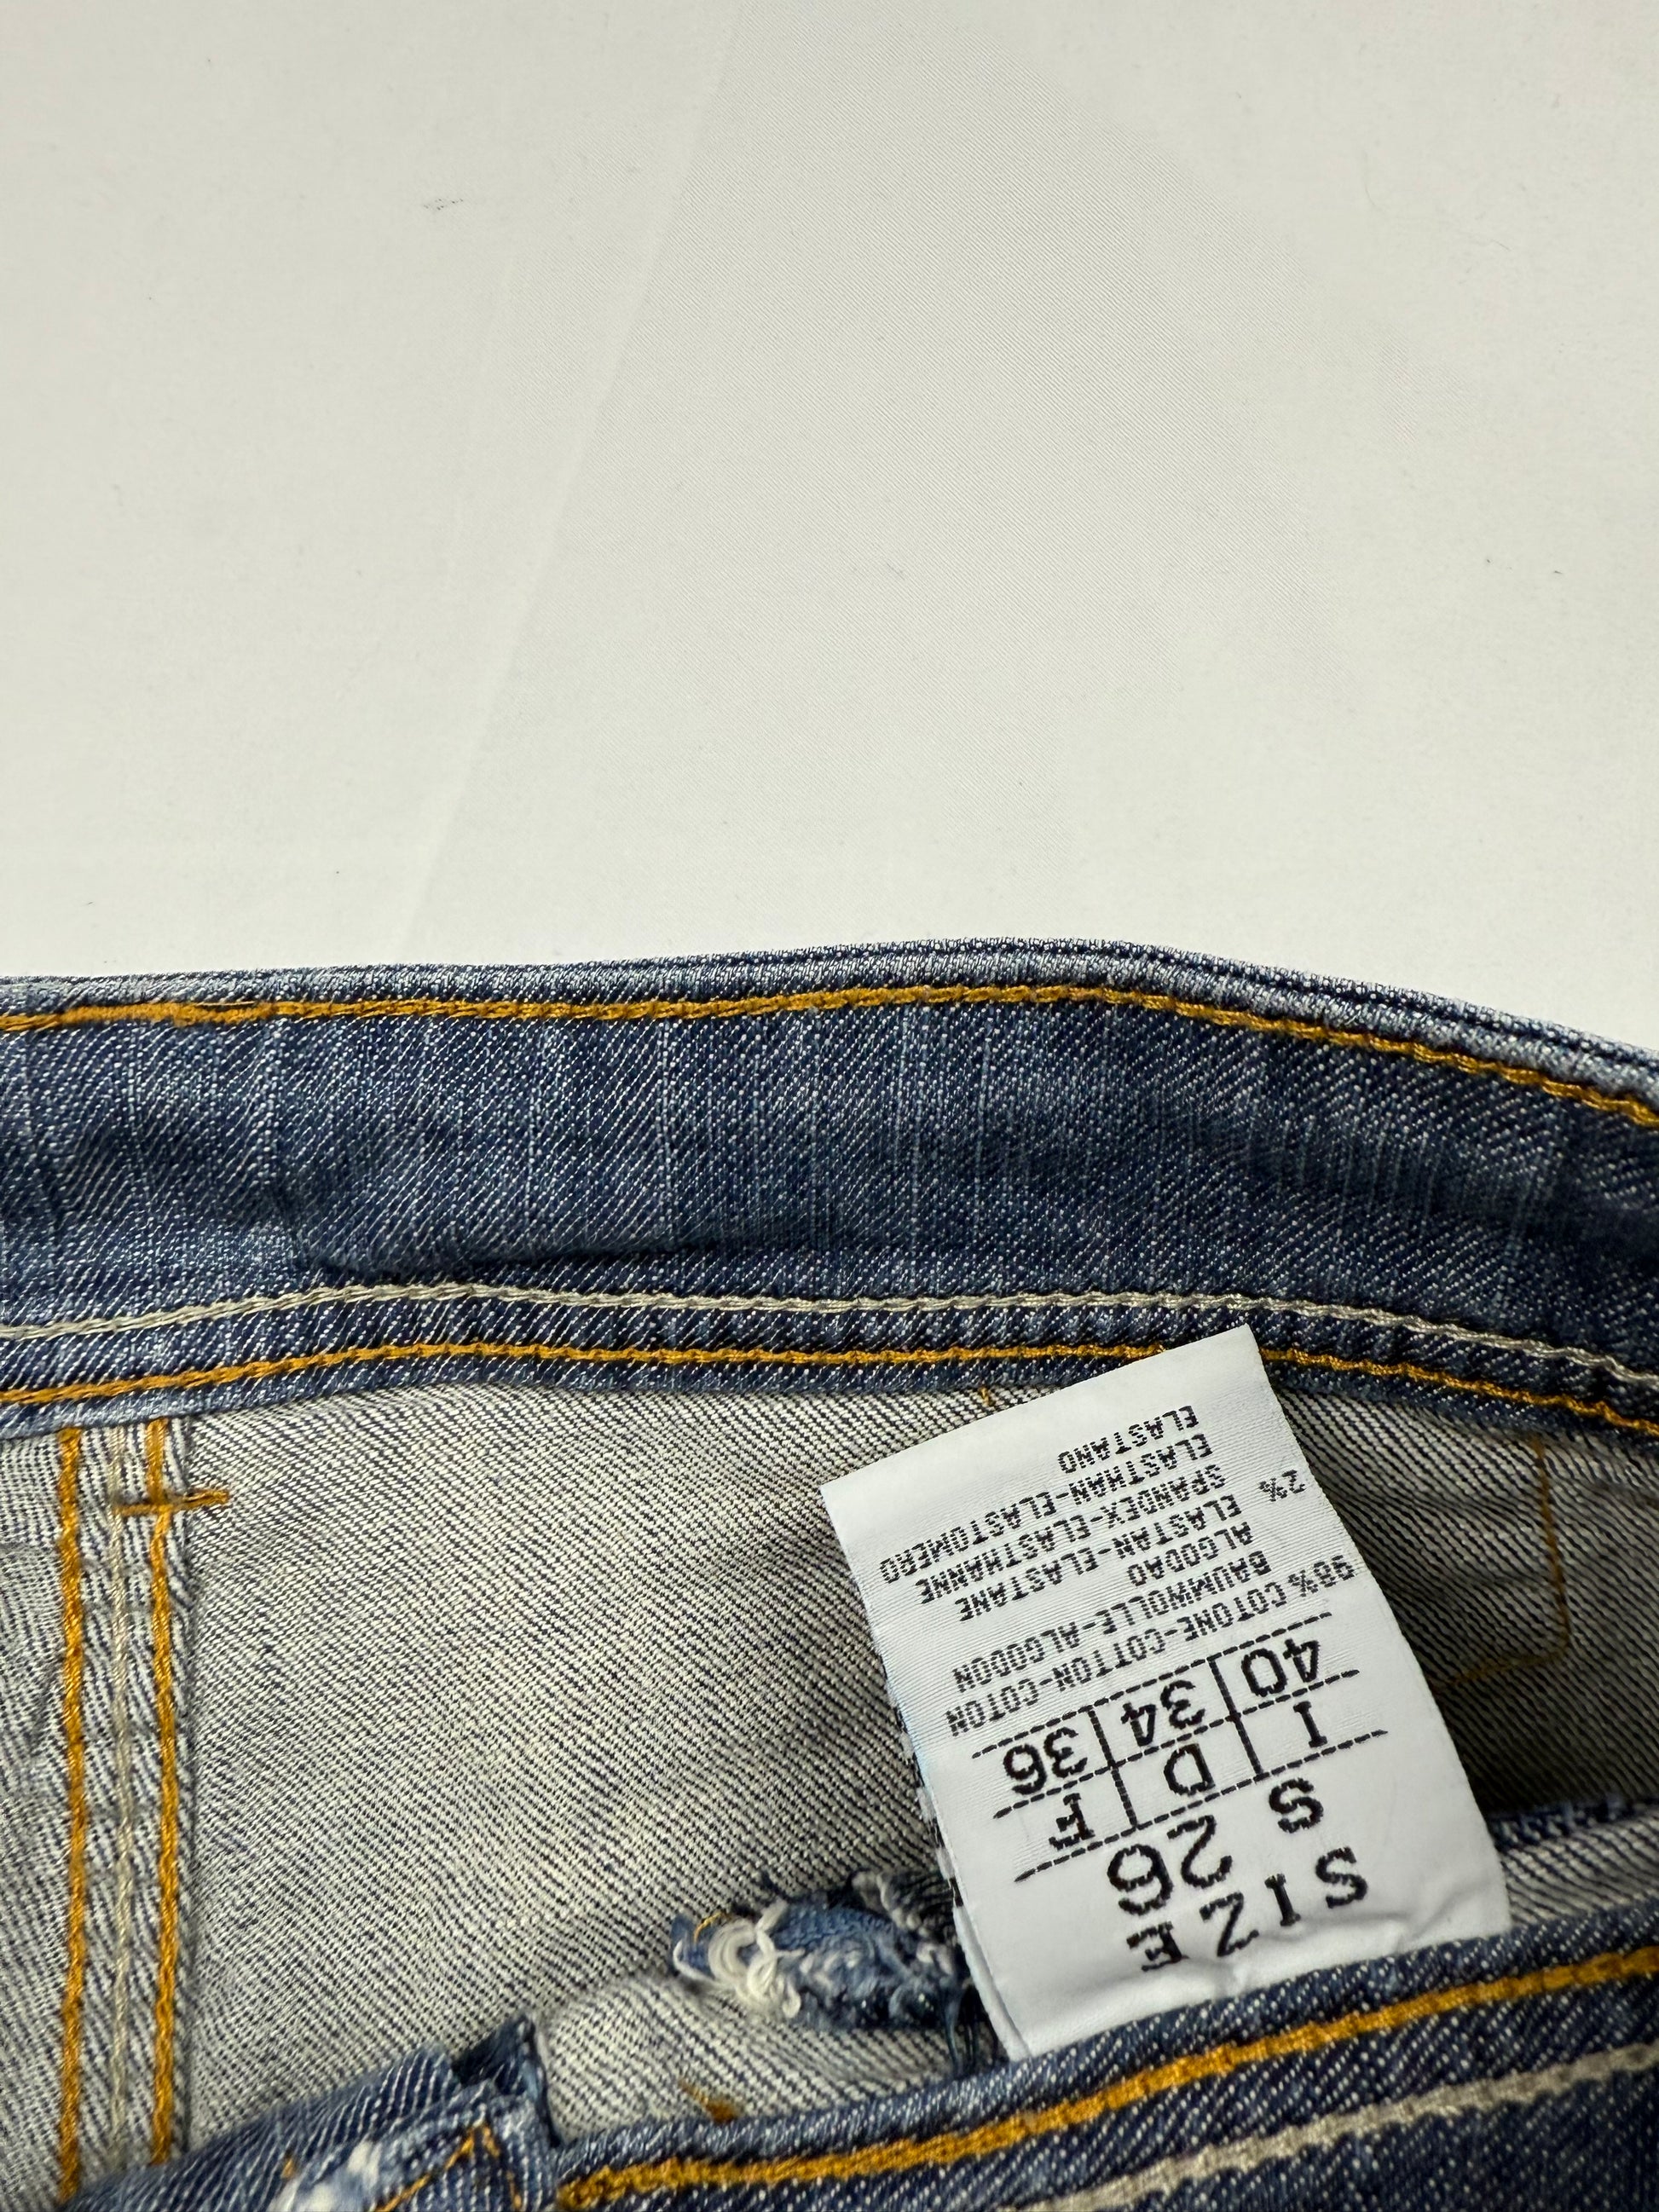 SIZE
S 26
I D F
40 34 36
98% COTONE-COTTON-COTON
BAUMWOLLE-ALGODON
ALGODAO
2% ELASTAN-ELASTANE
SPANDEX-ELASTHANNE
ELASTHAN-ELASTOMERO
ELASTANO